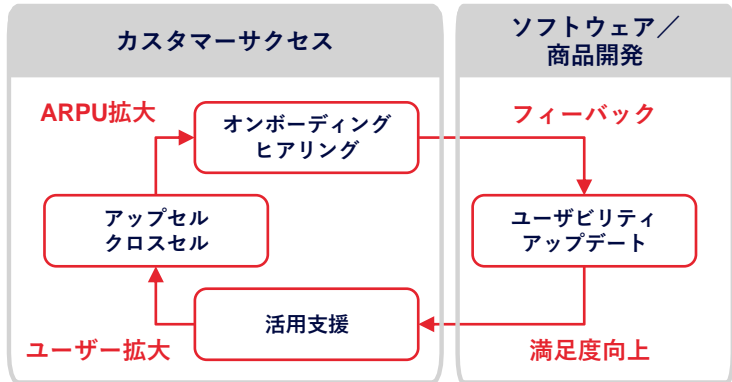 カスタマーサクセス
ソフトウェア／
商品開発
ARPU拡大
オンボーディング
ヒアリング
フィーバック
アップセル
クロスセル
ユーザビリティ
アップデート
活用支援
ユーザー拡大
満足度向上